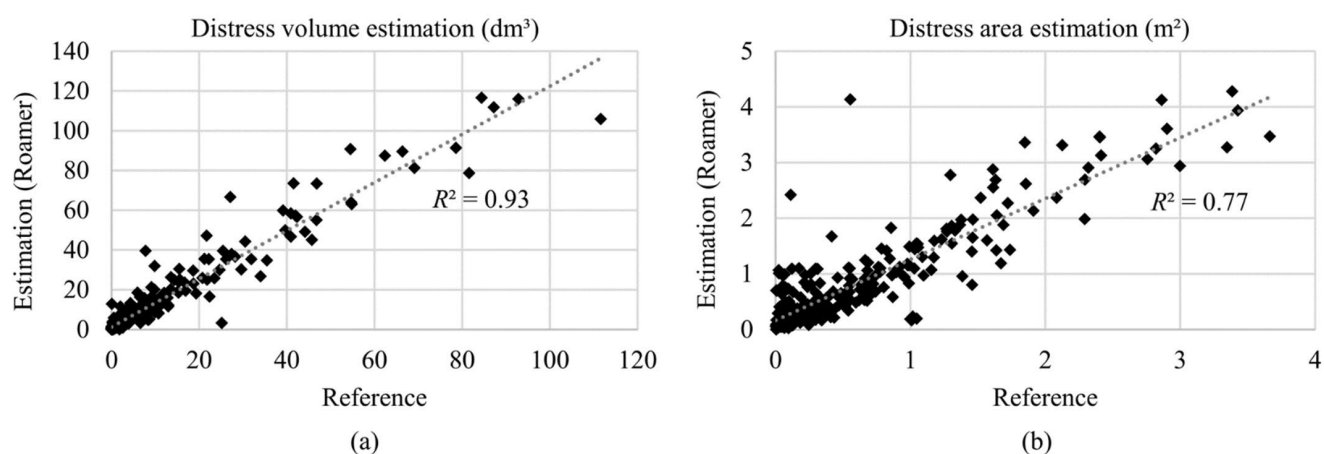 Distress volume estimation (dm³)
140
120
100
80
60
40
20
0
Estimation (Roamer)
R² = 0.93
0 20 40 60 80 100 120
Reference
(a)
Distress area estimation (m²)
5
4
3
2
1
0
Estimation (Roamer)
R² = 0.77
0 1 2 3 4
Reference
(b)